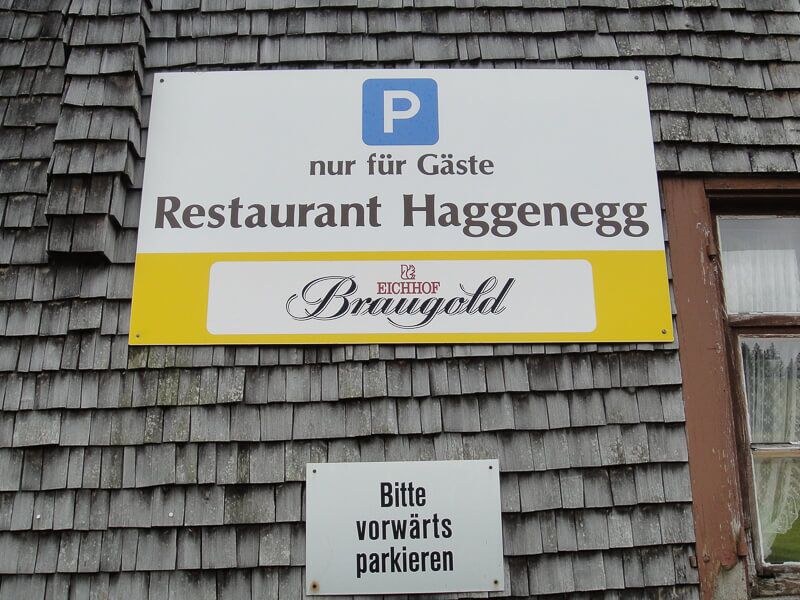 P
nur für Gäste
Restaurant Haggenegg
EICHHOF
Braugold
Bitte
vorwärts
parkieren